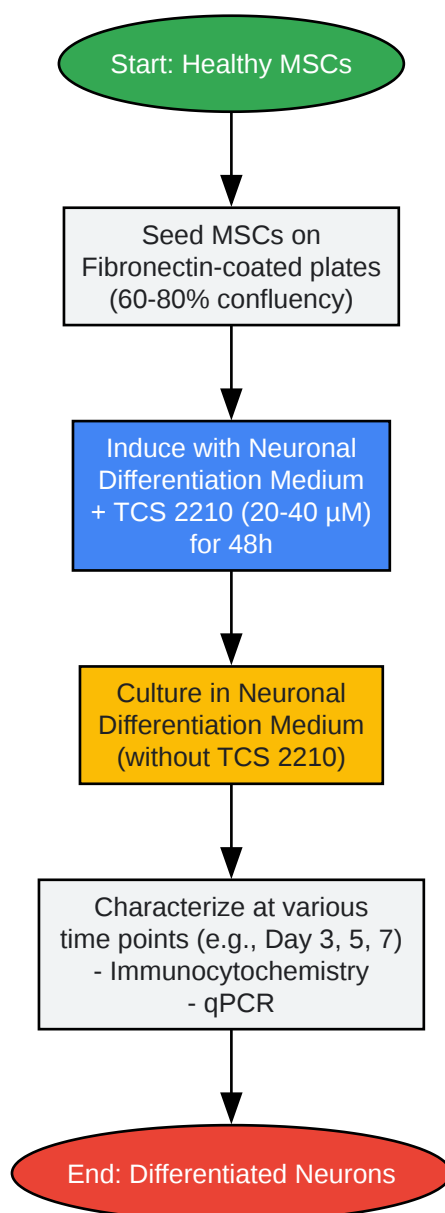 Start: Healthy MSCs
Seed MSCs on
Fibronectin-coated plates
(60-80% confluency)
Induce with Neuronal
Differentiation Medium
+ TCS 2210 (20-40 µM)
for 48h
Culture in Neuronal
Differentiation Medium
(without TCS 2210)
Characterize at various
time points (e.g., Day 3, 5, 7)
- Immunocytochemistry
- qPCR
End: Differentiated Neurons